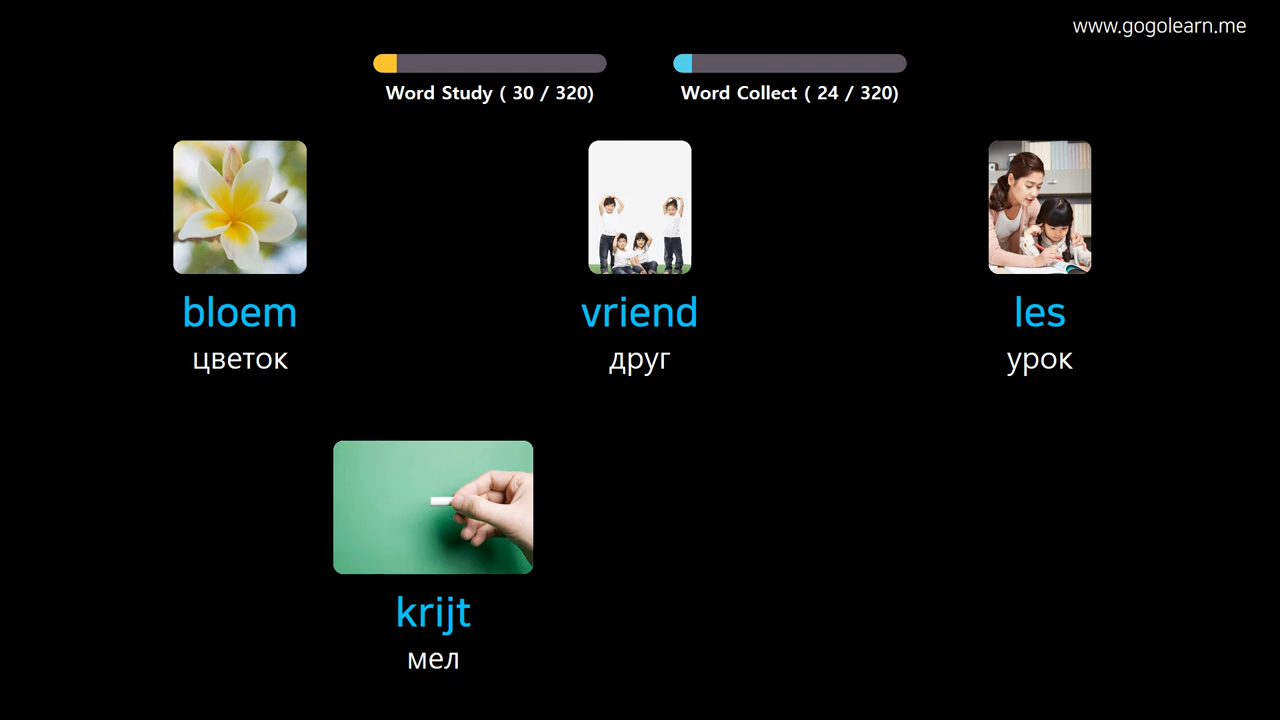 www.gogolearn.me
Word Study ( 30 / 320)
Word Collect ( 24 / 320)
bloem
цветок
vriend
друг
les
урок
krijt
мел